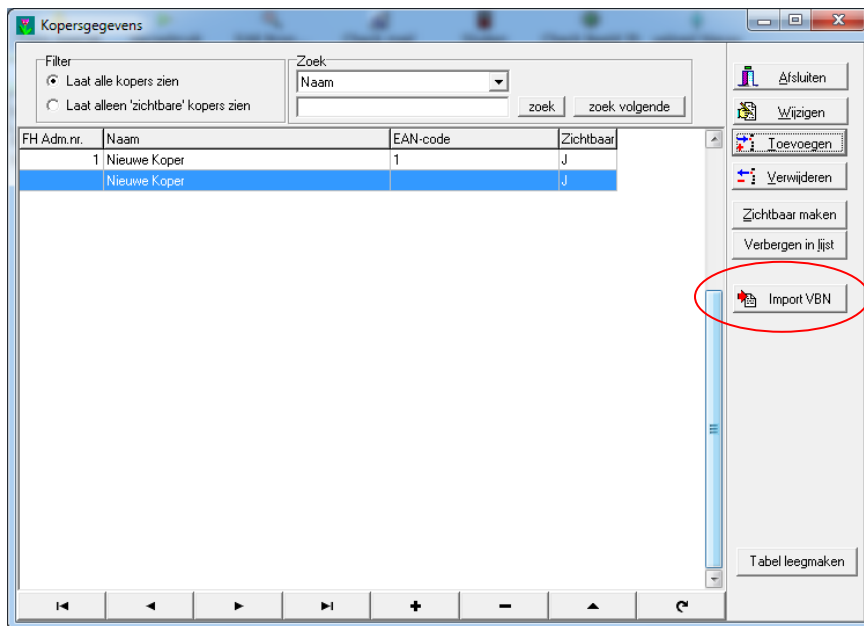 Kopersgegevens
Filter
Laat alle kopers zien
Laat alleen 'zichtbare' kopers zien
Zoek
Naam
zoek
zoek volgende
FH Adm.nr. Naam EAN-code Zichtbaar
1 Nieuwe Koper 1 J
Nieuwe Koper J
Afsluiten
Wijzigen
Toevoegen
Verwijderen
Zichtbaar maken
Verbergen in lijst
Import VBN
Tabel leegmaken